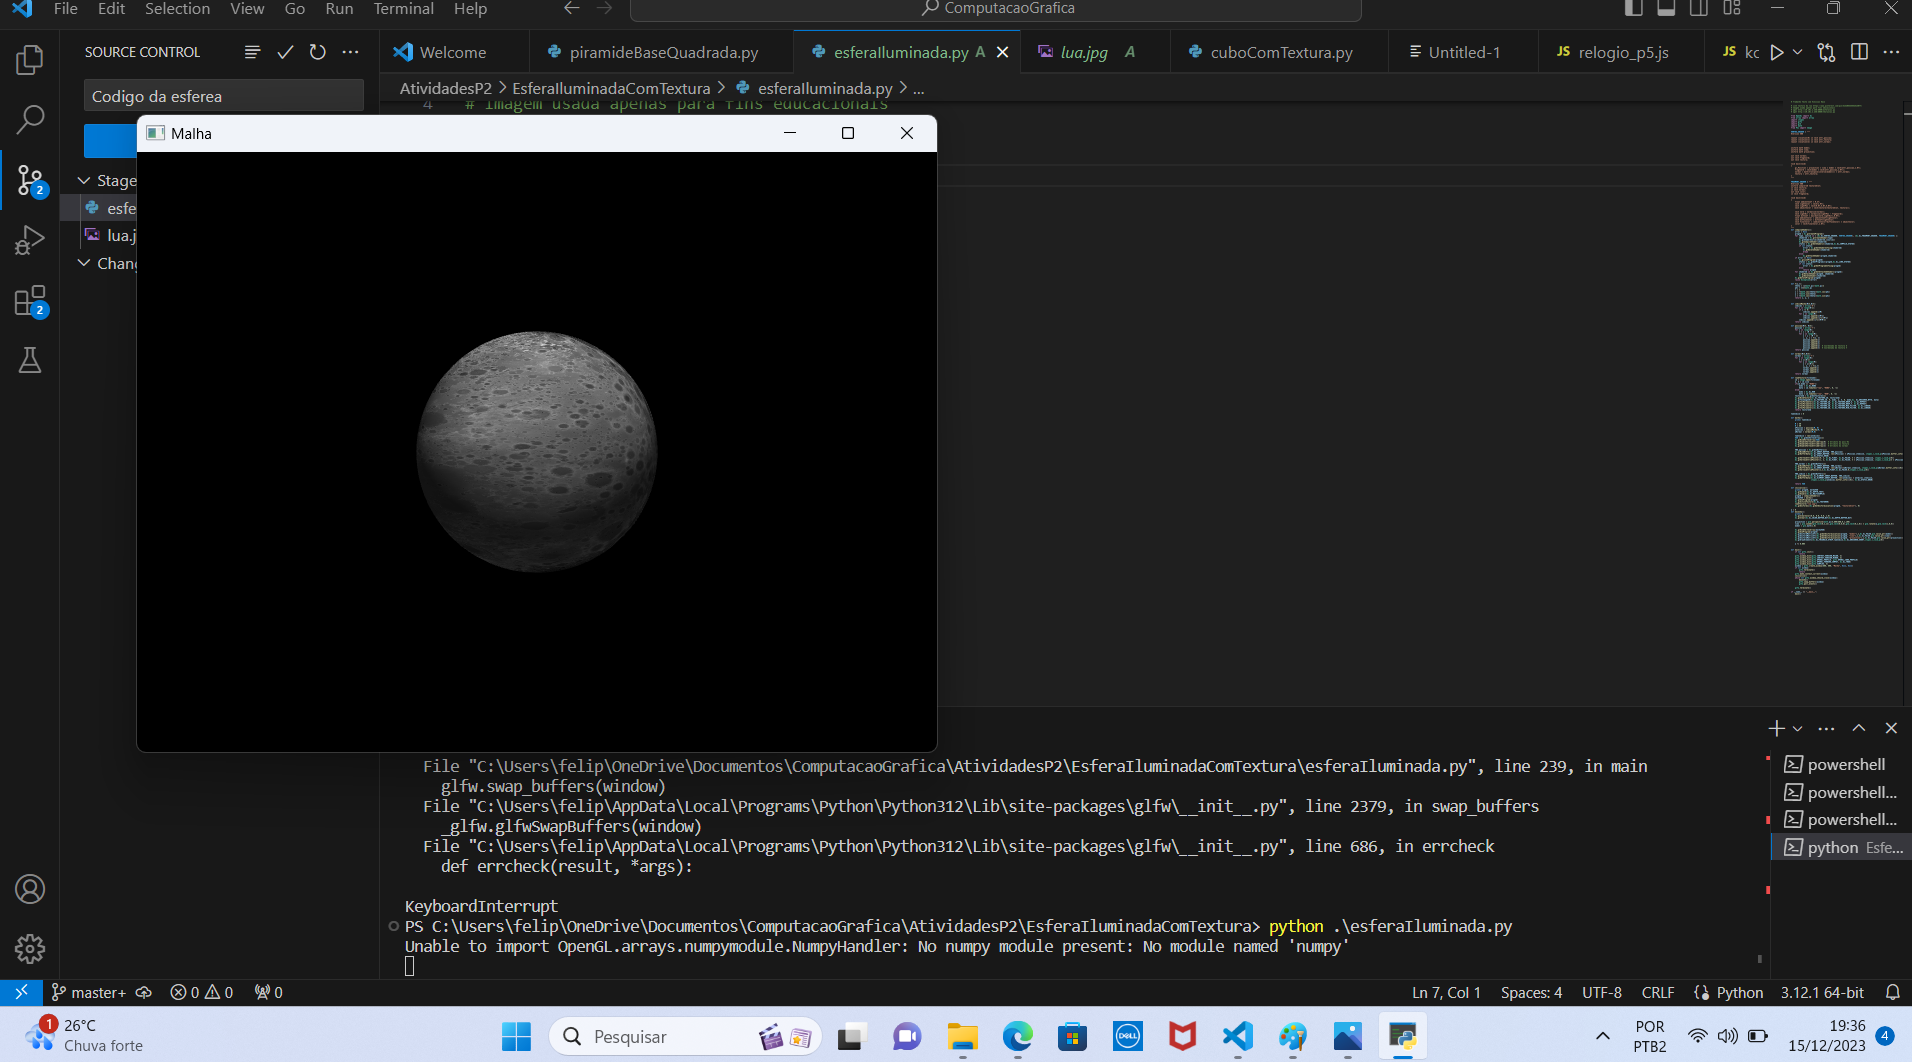 File Edit Selection View Go Run Terminal Help ComputacaoGrafica
SOURCE CONTROL
Welcome piramideBaseQuadrada.py esferaIluminada.py A lua.jpg A cuboComTextura.py Untitled-1 JS relogio_p5.js JS kc
Codigo da esferea
AtividadesP2 > EsferaIluminadaComTextura > esferaIluminada.py > ...
4 # imagem usada apenas para fins educacionais
Malha
Stage
esfe
lua.j
Chang
2
2
File "C:\Users\felip\OneDrive\Documentos\ComputacaoGrafica\AtividadesP2\EsferaIluminadaComTextura\esferaIluminada.py", line 239, in main
glfw.swap_buffers(window)
File "C:\Users\felip\AppData\Local\Programs\Python\Python312\Lib\site-packages\glfw\__init__.py", line 2379, in swap_buffers
_glfw.glfwSwapBuffers(window)
File "C:\Users\felip\AppData\Local\Programs\Python\Python312\Lib\site-packages\glfw\__init__.py", line 686, in errcheck
def errcheck(result, *args):
KeyboardInterrupt
PS C:\Users\felip\OneDrive\Documentos\ComputacaoGrafica\AtividadesP2\EsferaIluminadaComTextura> python .\esferaIluminada.py
Unable to import OpenGL.arrays.numpymodule.NumpyHandler: No numpy module present: No module named 'numpy'
powershell
powershell...
powershell...
python Esfe...
master+ 0 0 0 Ln 7, Col 1 Spaces: 4 UTF-8 CRLF Python 3.12.1 64-bit
1 26°C
Chuva forte
Pesquisar
DELL
POR
PTB2
19:36
15/12/2023
4